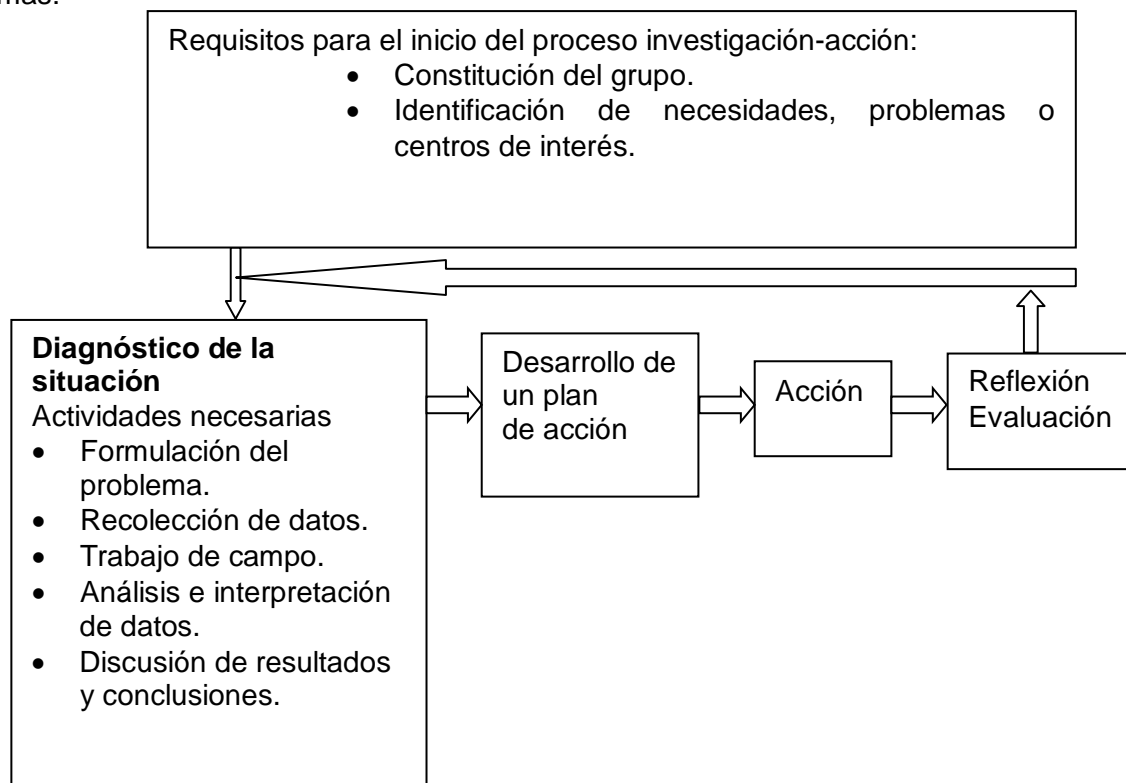 mas.
Requisitos para el inicio del proceso investigación-acción:
• Constitución del grupo.
• Identificación de necesidades, problemas o
centros de interés.
Diagnóstico de la
situación
Actividades necesarias
• Formulación del
problema.
• Recolección de datos.
• Trabajo de campo.
• Análisis e interpretación
de datos.
• Discusión de resultados
y conclusiones.
Desarrollo de
un plan
de acción
Acción
Reflexión
Evaluación